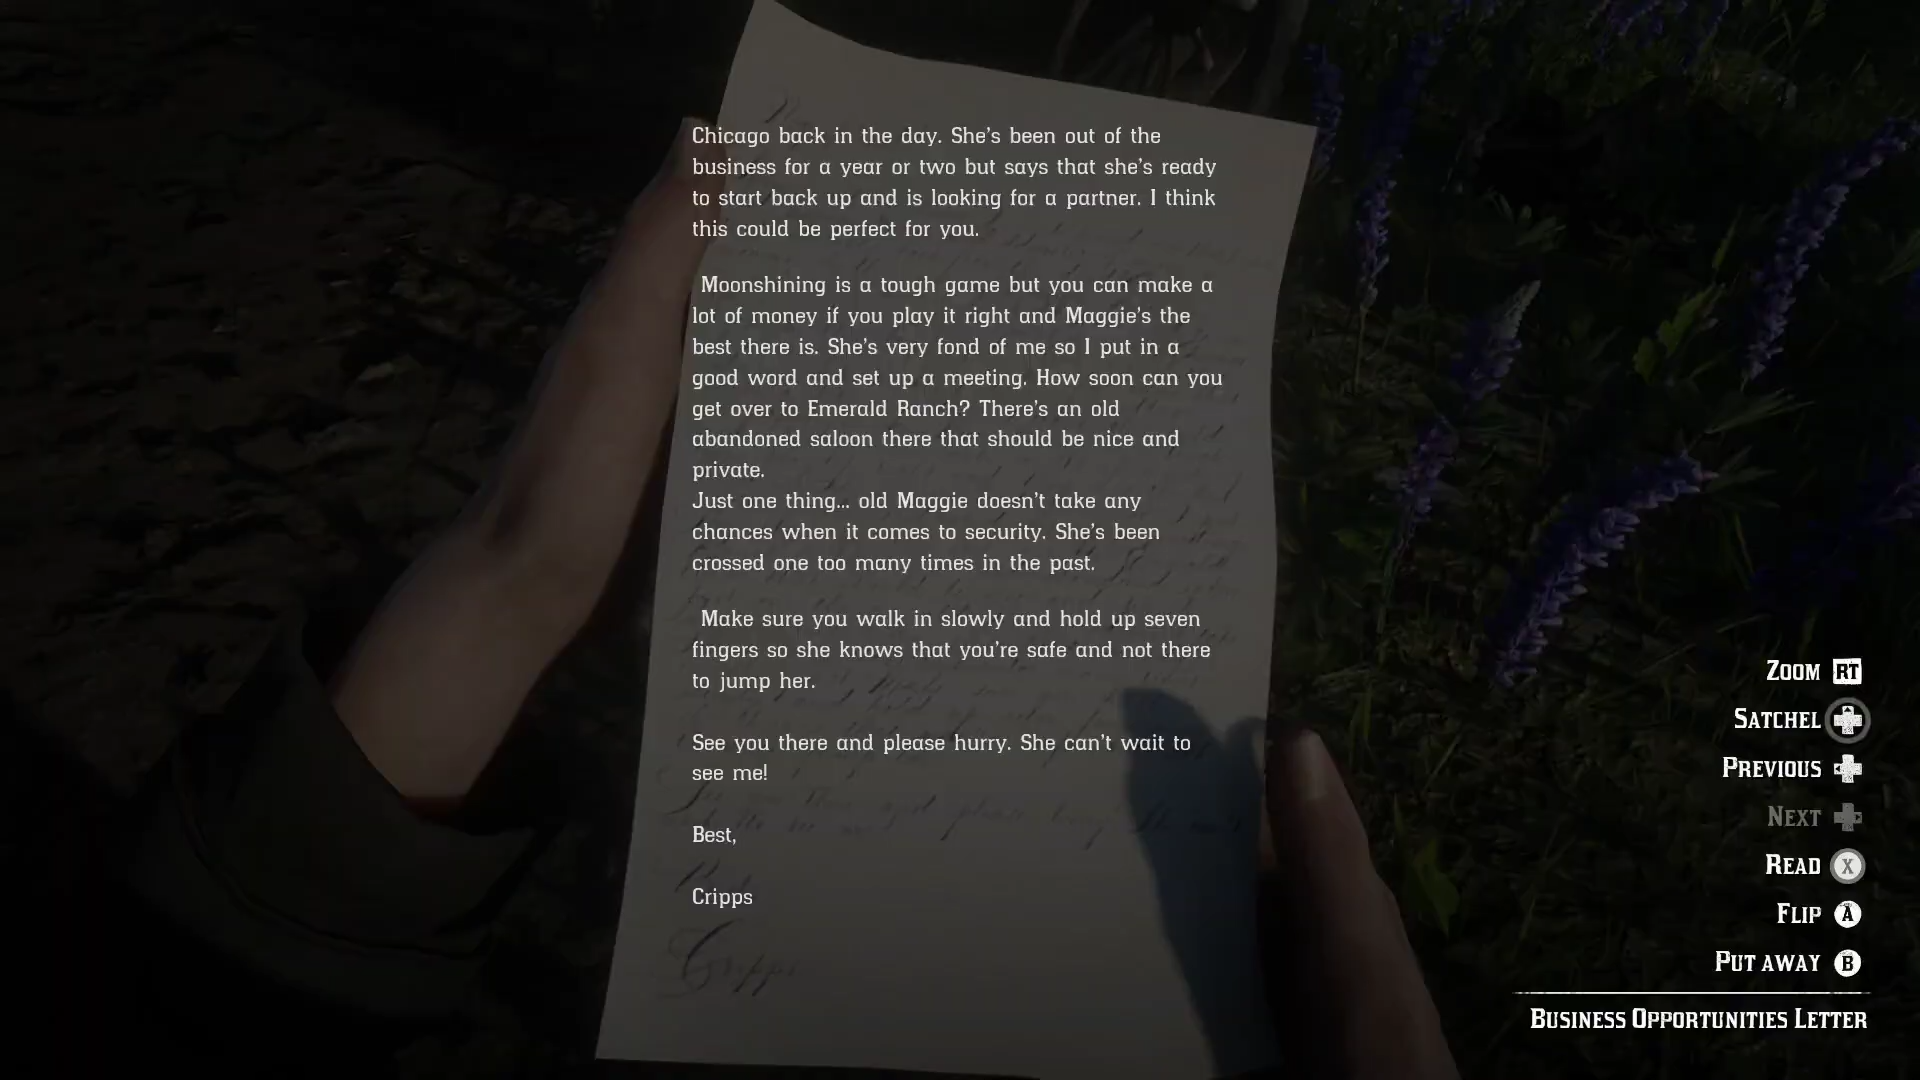 Chicago back in the day. She's been out of the
business for a year or two but says that she's ready
to start back up and is looking for a partner. I think
this could be perfect for you.
Moonshining is a tough game but you can make a
lot of money if you play it right and Maggie's the
best there is. She's very fond of me so I put in a
good word and set up a meeting. How soon can you
get over to Emerald Ranch? There's an old
abandoned saloon there that should be nice and
private.
Just one thing... old Maggie doesn't take any
chances when it comes to security. She's been
crossed one too many times in the past.
Make sure you walk in slowly and hold up seven
fingers so she knows that you're safe and not there
to jump her.
See you there and please hurry. She can't wait to
see me!
Best,
Cripps
Cripps
ZOOM RT
SATCHEL
PREVIOUS
NEXT
READ X
FLIP A
PUT AWAY B
BUSINESS OPPORTUNITIES LETTER